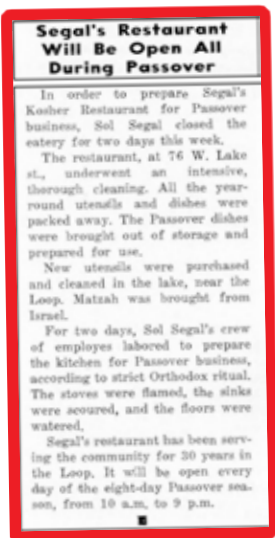 Segal's Restaurant
Will Be Open All
During Passover
In order to prepare Segal's
Kosher Restaurant for Passover
business, Sol Segal closed the
eatery for two days this week.
The restaurant, at 76 W. Lake
st., underwent an intensive,
thorough cleaning. All the year-
round utensils and dishes were
packed away. The Passover dishes
were brought out of storage and
prepared for use.
New utensils were purchased
and cleaned in the lake, near the
Loop. Matzah was brought from
Israel.
For two days, Sol Segal's crew
of employes labored to prepare
the kitchen for Passover business,
according to strict Orthodox ritual.
The stoves were flamed, the sinks
were scoured, and the floors were
watered.
Segal's restaurant has been serv-
ing the community for 30 years in
the Loop. It will be open every
day of the eight-day Passover sea-
son, from 10 a.m. to 9 p.m.